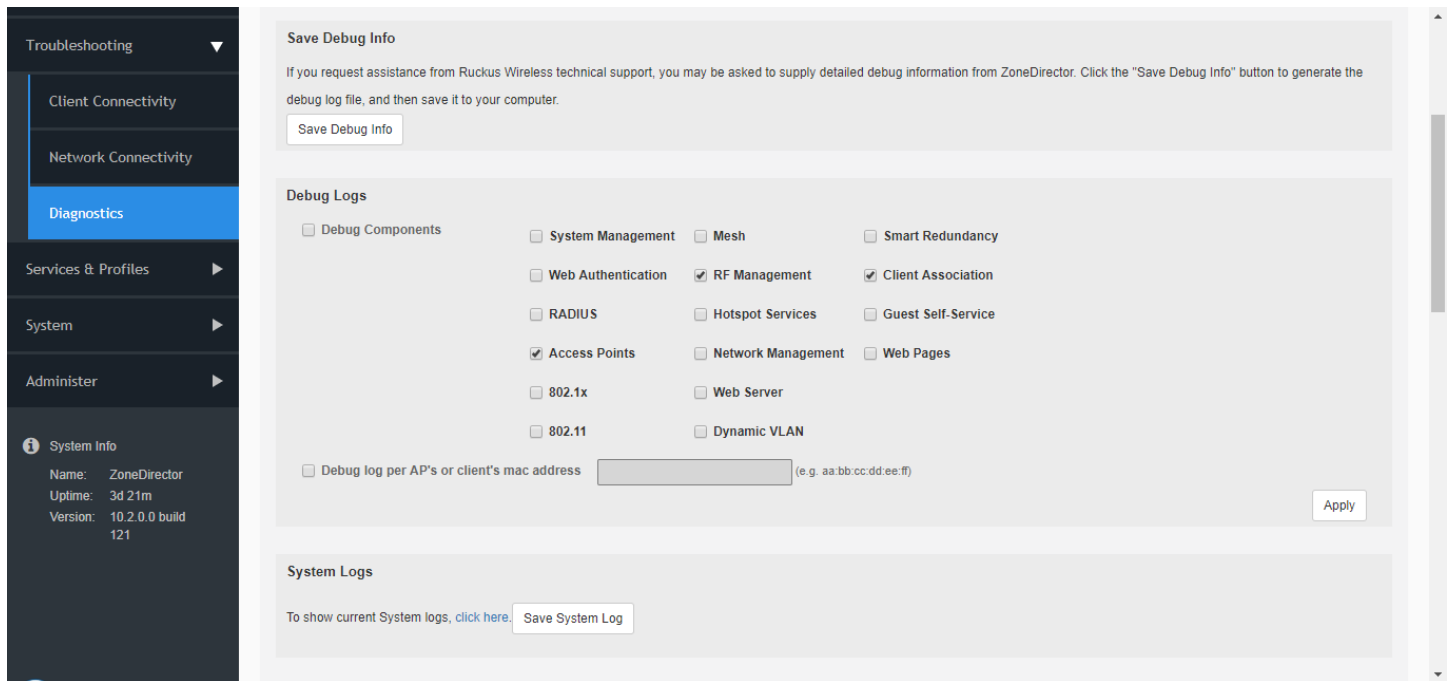 Troubleshooting
Client Connectivity
Network Connectivity
Diagnostics
Services & Profiles
System
Administer
System Info
Name: ZoneDirector
Uptime: 3d 21m
Version: 10.2.0.0 build
121
Save Debug Info
If you request assistance from Ruckus Wireless technical support, you may be asked to supply detailed debug information from ZoneDirector. Click the "Save Debug Info" button to generate the
debug log file, and then save it to your computer.
Save Debug Info
Debug Logs
Debug Components
System Management Mesh Smart Redundancy
Web Authentication RF Management Client Association
RADIUS Hotspot Services Guest Self-Service
Access Points Network Management Web Pages
802.1x Web Server
802.11 Dynamic VLAN
Debug log per AP's or client's mac address (e.g. aa:bb:cc:dd:ee:ff)
Apply
System Logs
To show current System logs, click here. Save System Log